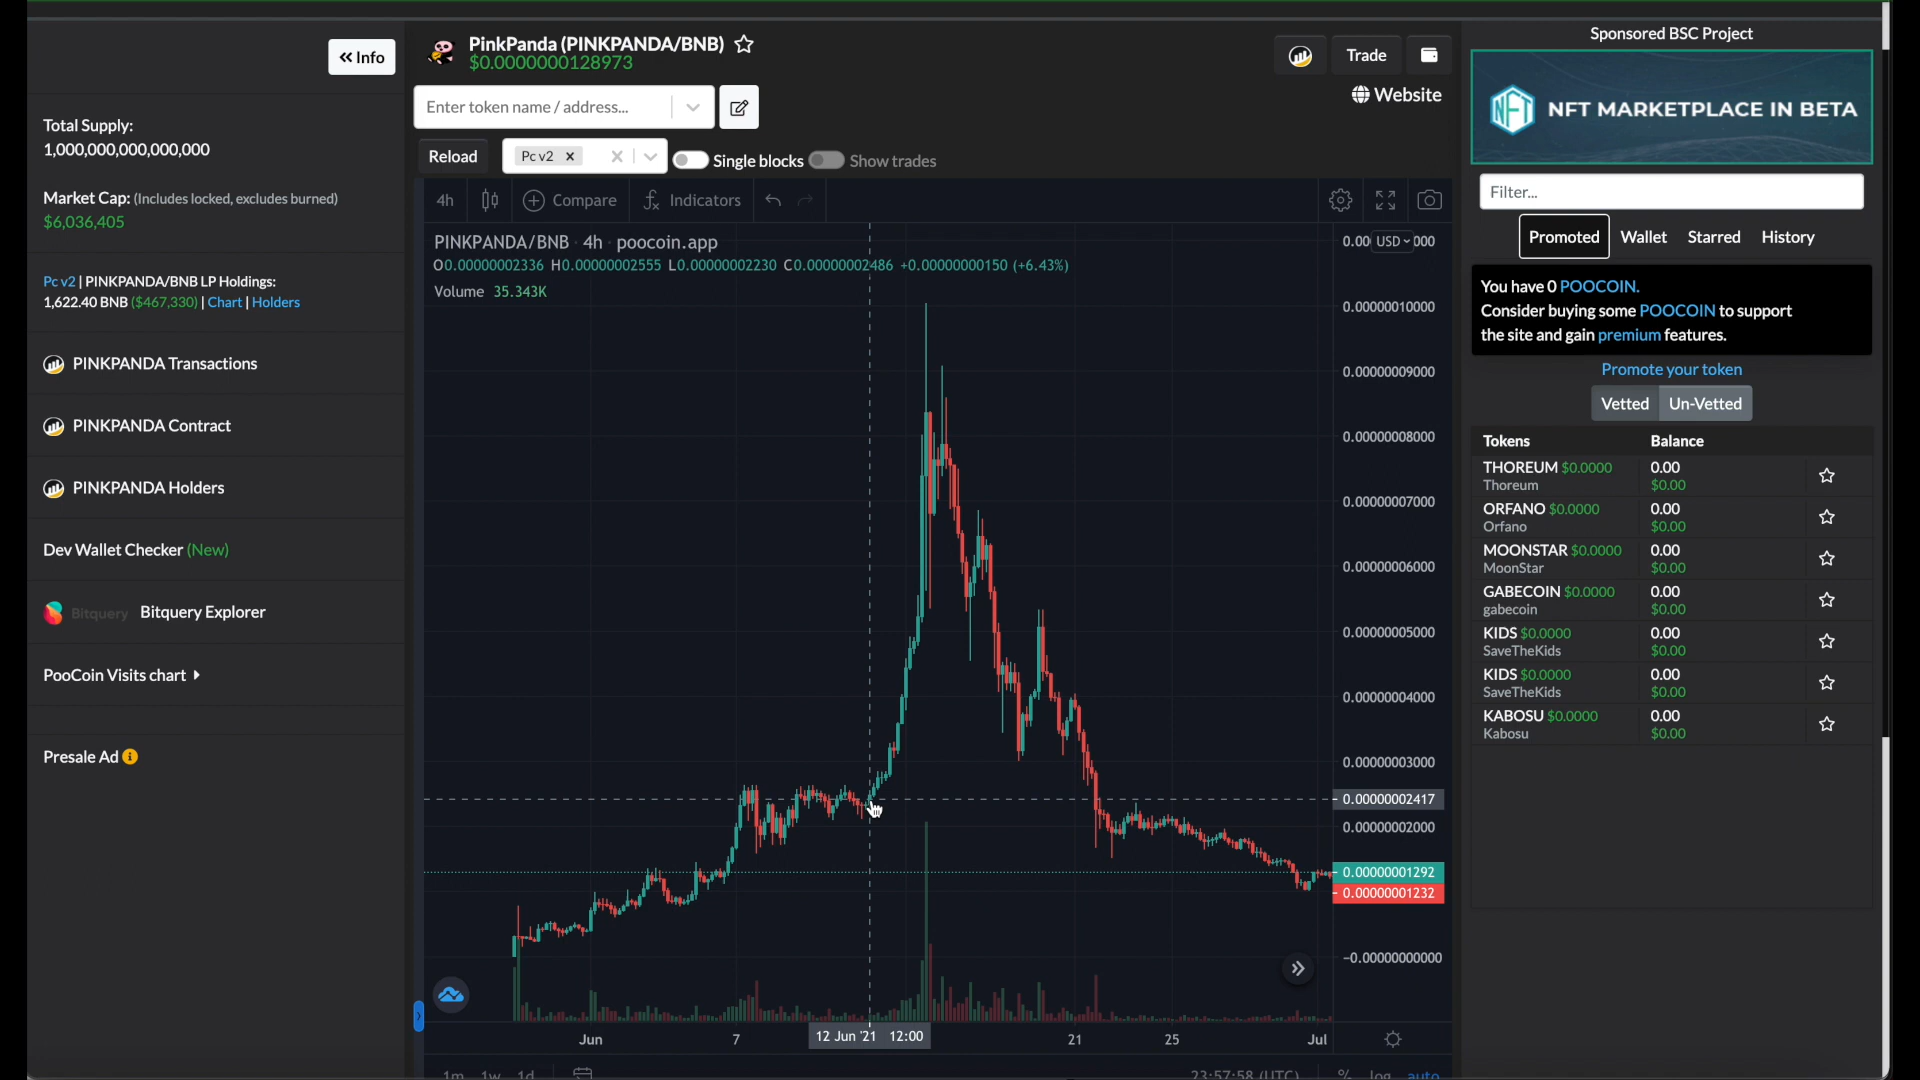 « Info
Total Supply:
1,000,000,000,000,000
Market Cap: (Includes locked, excludes burned)
$6,036,405
Pc v2 | PINKPANDA/BNB LP Holdings:
1,622.40 BNB ($467,330) | Chart | Holders
PINKPANDA Transactions
PINKPANDA Contract
PINKPANDA Holders
Dev Wallet Checker (New)
Bitquery Bitquery Explorer
PooCoin Visits chart
Presale Ad
PinkPanda (PINKPANDA/BNB)
$0.0000000128973
Trade
Website
Enter token name / address...
Reload
Pc v2
Single blocks
Show trades
4h
Compare
Indicators
PINKPANDA/BNB · 4h · poocoin.app
O0.00000002336 H0.00000002555 L0.00000002230 C0.00000002486 +0.00000000150 (+6.43%)
Volume 35.343K
USD
0.00000010000
0.00000009000
0.00000008000
0.00000007000
0.00000006000
0.00000005000
0.00000004000
0.00000003000
0.00000002417
0.00000002000
0.00000001292
0.00000001232
−0.00000000000
Jun
7
12 Jun '21 12:00
21
25
Jul
1m 1w 1d
23:57:58 (UTC)
% log auto
Sponsored BSC Project
NFT NFT MARKETPLACE IN BETA
Filter...
Promoted
Wallet
Starred
History
You have 0 POOCOIN.
Consider buying some POOCOIN to support
the site and gain premium features.
Promote your token
Vetted
Un-Vetted
Tokens Balance
THOREUM $0.0000 0.00
Thoreum $0.00
ORFANO $0.0000 0.00
Orfano $0.00
MOONSTAR $0.0000 0.00
MoonStar $0.00
GABECOIN $0.0000 0.00
gabecoin $0.00
KIDS $0.0000 0.00
SaveTheKids $0.00
KIDS $0.0000 0.00
SaveTheKids $0.00
KABOSU $0.0000 0.00
Kabosu $0.00